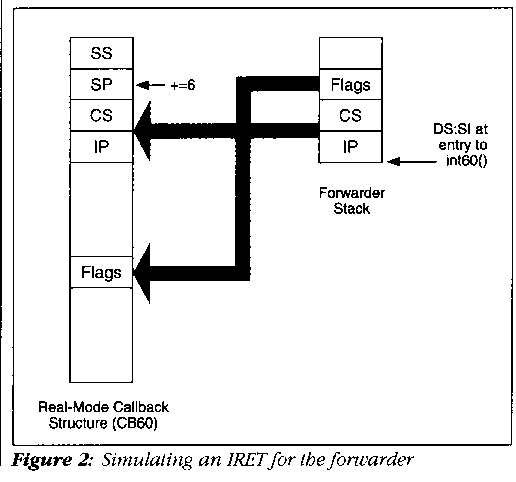 SS
SP
+=6
CS
IP
Flags
Real-Mode Callback
Structure (CB60)
Flags
CS
IP
DS:SI at
entry to
int60()
Forwarder
Stack
Figure 2: Simulating an IRET for the forwarder